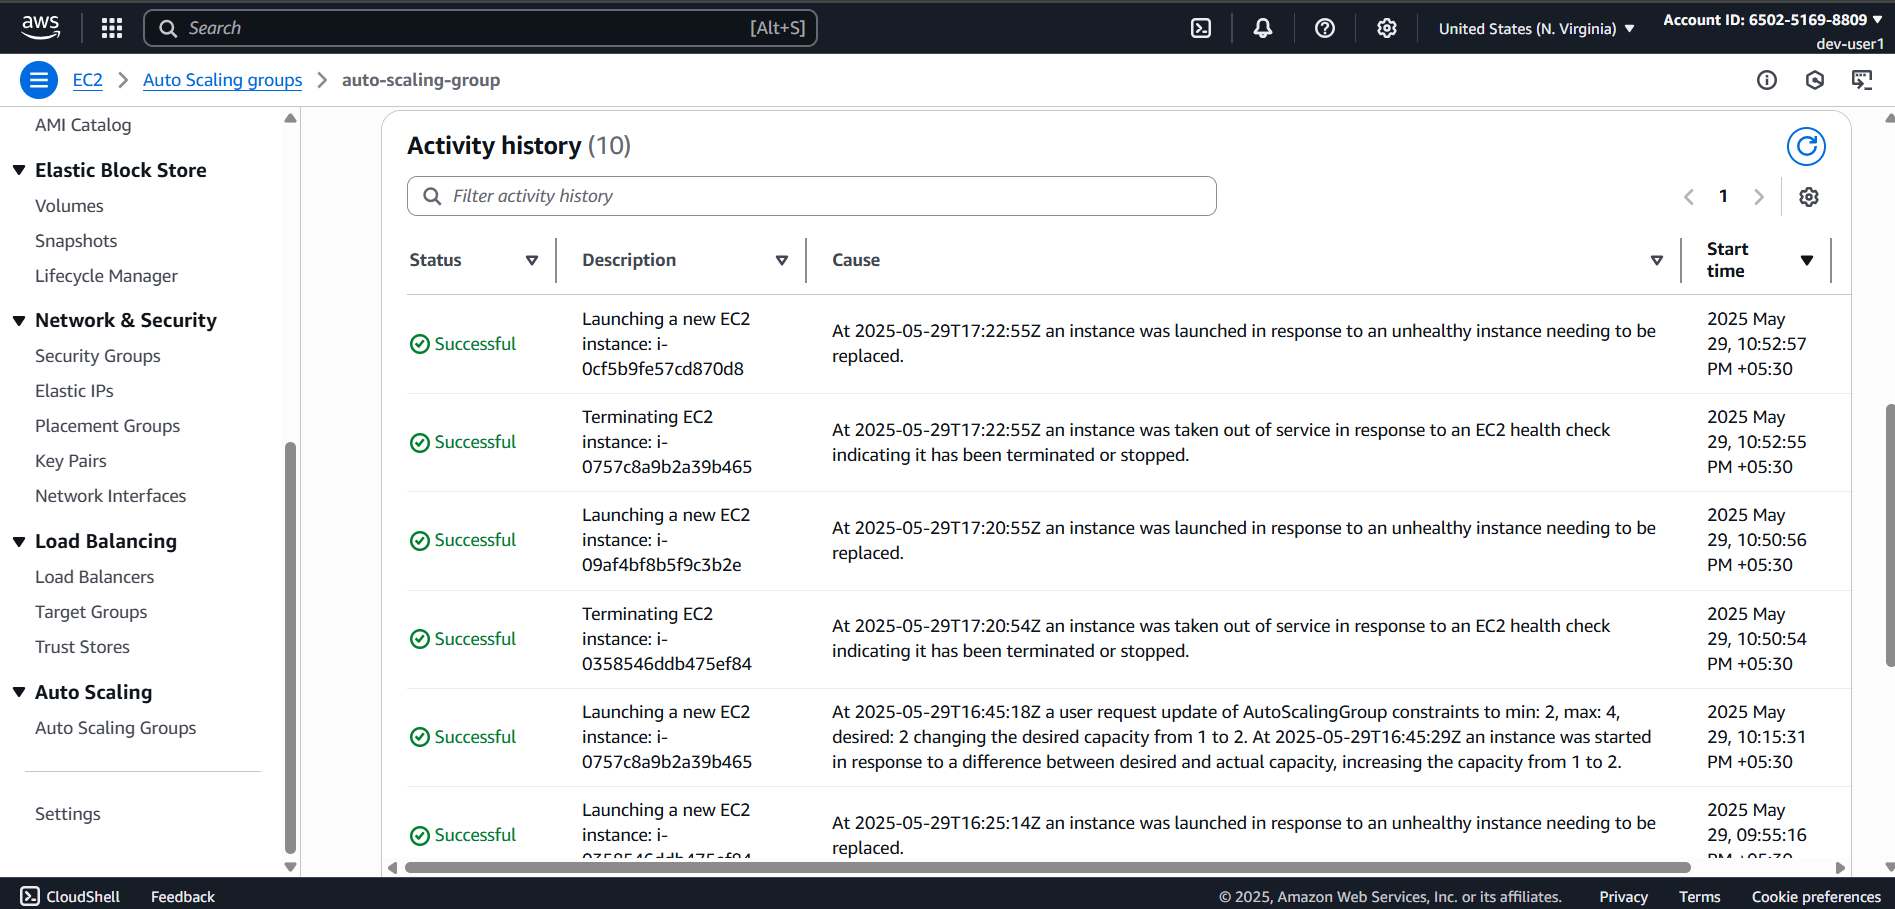 aws
Search
[Alt+S]
United States (N. Virginia)
Account ID: 6502-5169-8809
dev-user1
EC2
Auto Scaling groups
auto-scaling-group
AMI Catalog
Elastic Block Store
Volumes
Snapshots
Lifecycle Manager
Network & Security
Security Groups
Elastic IPs
Placement Groups
Key Pairs
Network Interfaces
Load Balancing
Load Balancers
Target Groups
Trust Stores
Auto Scaling
Auto Scaling Groups
Settings
Activity history (10)
Filter activity history
1
Status
Description
Cause
Start
time
Successful
Launching a new EC2
instance: i-
0cf5b9fe57cd870d8
At 2025-05-29T17:22:55Z an instance was launched in response to an unhealthy instance needing to be
replaced.
2025 May
29, 10:52:57
PM +05:30
Successful
Terminating EC2
instance: i-
0757c8a9b2a39b465
At 2025-05-29T17:22:55Z an instance was taken out of service in response to an EC2 health check
indicating it has been terminated or stopped.
2025 May
29, 10:52:55
PM +05:30
Successful
Launching a new EC2
instance: i-
09af4bf8b5f9c3b2e
At 2025-05-29T17:20:55Z an instance was launched in response to an unhealthy instance needing to be
replaced.
2025 May
29, 10:50:56
PM +05:30
Successful
Terminating EC2
instance: i-
0358546ddb475ef84
At 2025-05-29T17:20:54Z an instance was taken out of service in response to an EC2 health check
indicating it has been terminated or stopped.
2025 May
29, 10:50:54
PM +05:30
Successful
Launching a new EC2
instance: i-
0757c8a9b2a39b465
At 2025-05-29T16:45:18Z a user request update of AutoScalingGroup constraints to min: 2, max: 4,
desired: 2 changing the desired capacity from 1 to 2. At 2025-05-29T16:45:29Z an instance was started
in response to a difference between desired and actual capacity, increasing the capacity from 1 to 2.
2025 May
29, 10:15:31
PM +05:30
Successful
Launching a new EC2
instance: i-
0358546ddb475ef84
At 2025-05-29T16:25:14Z an instance was launched in response to an unhealthy instance needing to be
replaced.
2025 May
29, 09:55:16
PM +05:30
CloudShell
Feedback
© 2025, Amazon Web Services, Inc. or its affiliates.
Privacy
Terms
Cookie preferences